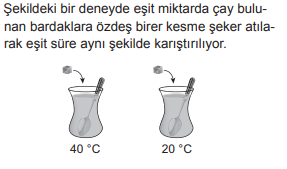 Şekildeki bir deneyde eşit miktarda çay bulu-
nan bardaklara özdeş birer kesme şeker atıla-
rak eşit süre aynı şekilde karıştırılıyor.
40 °C 20 °C